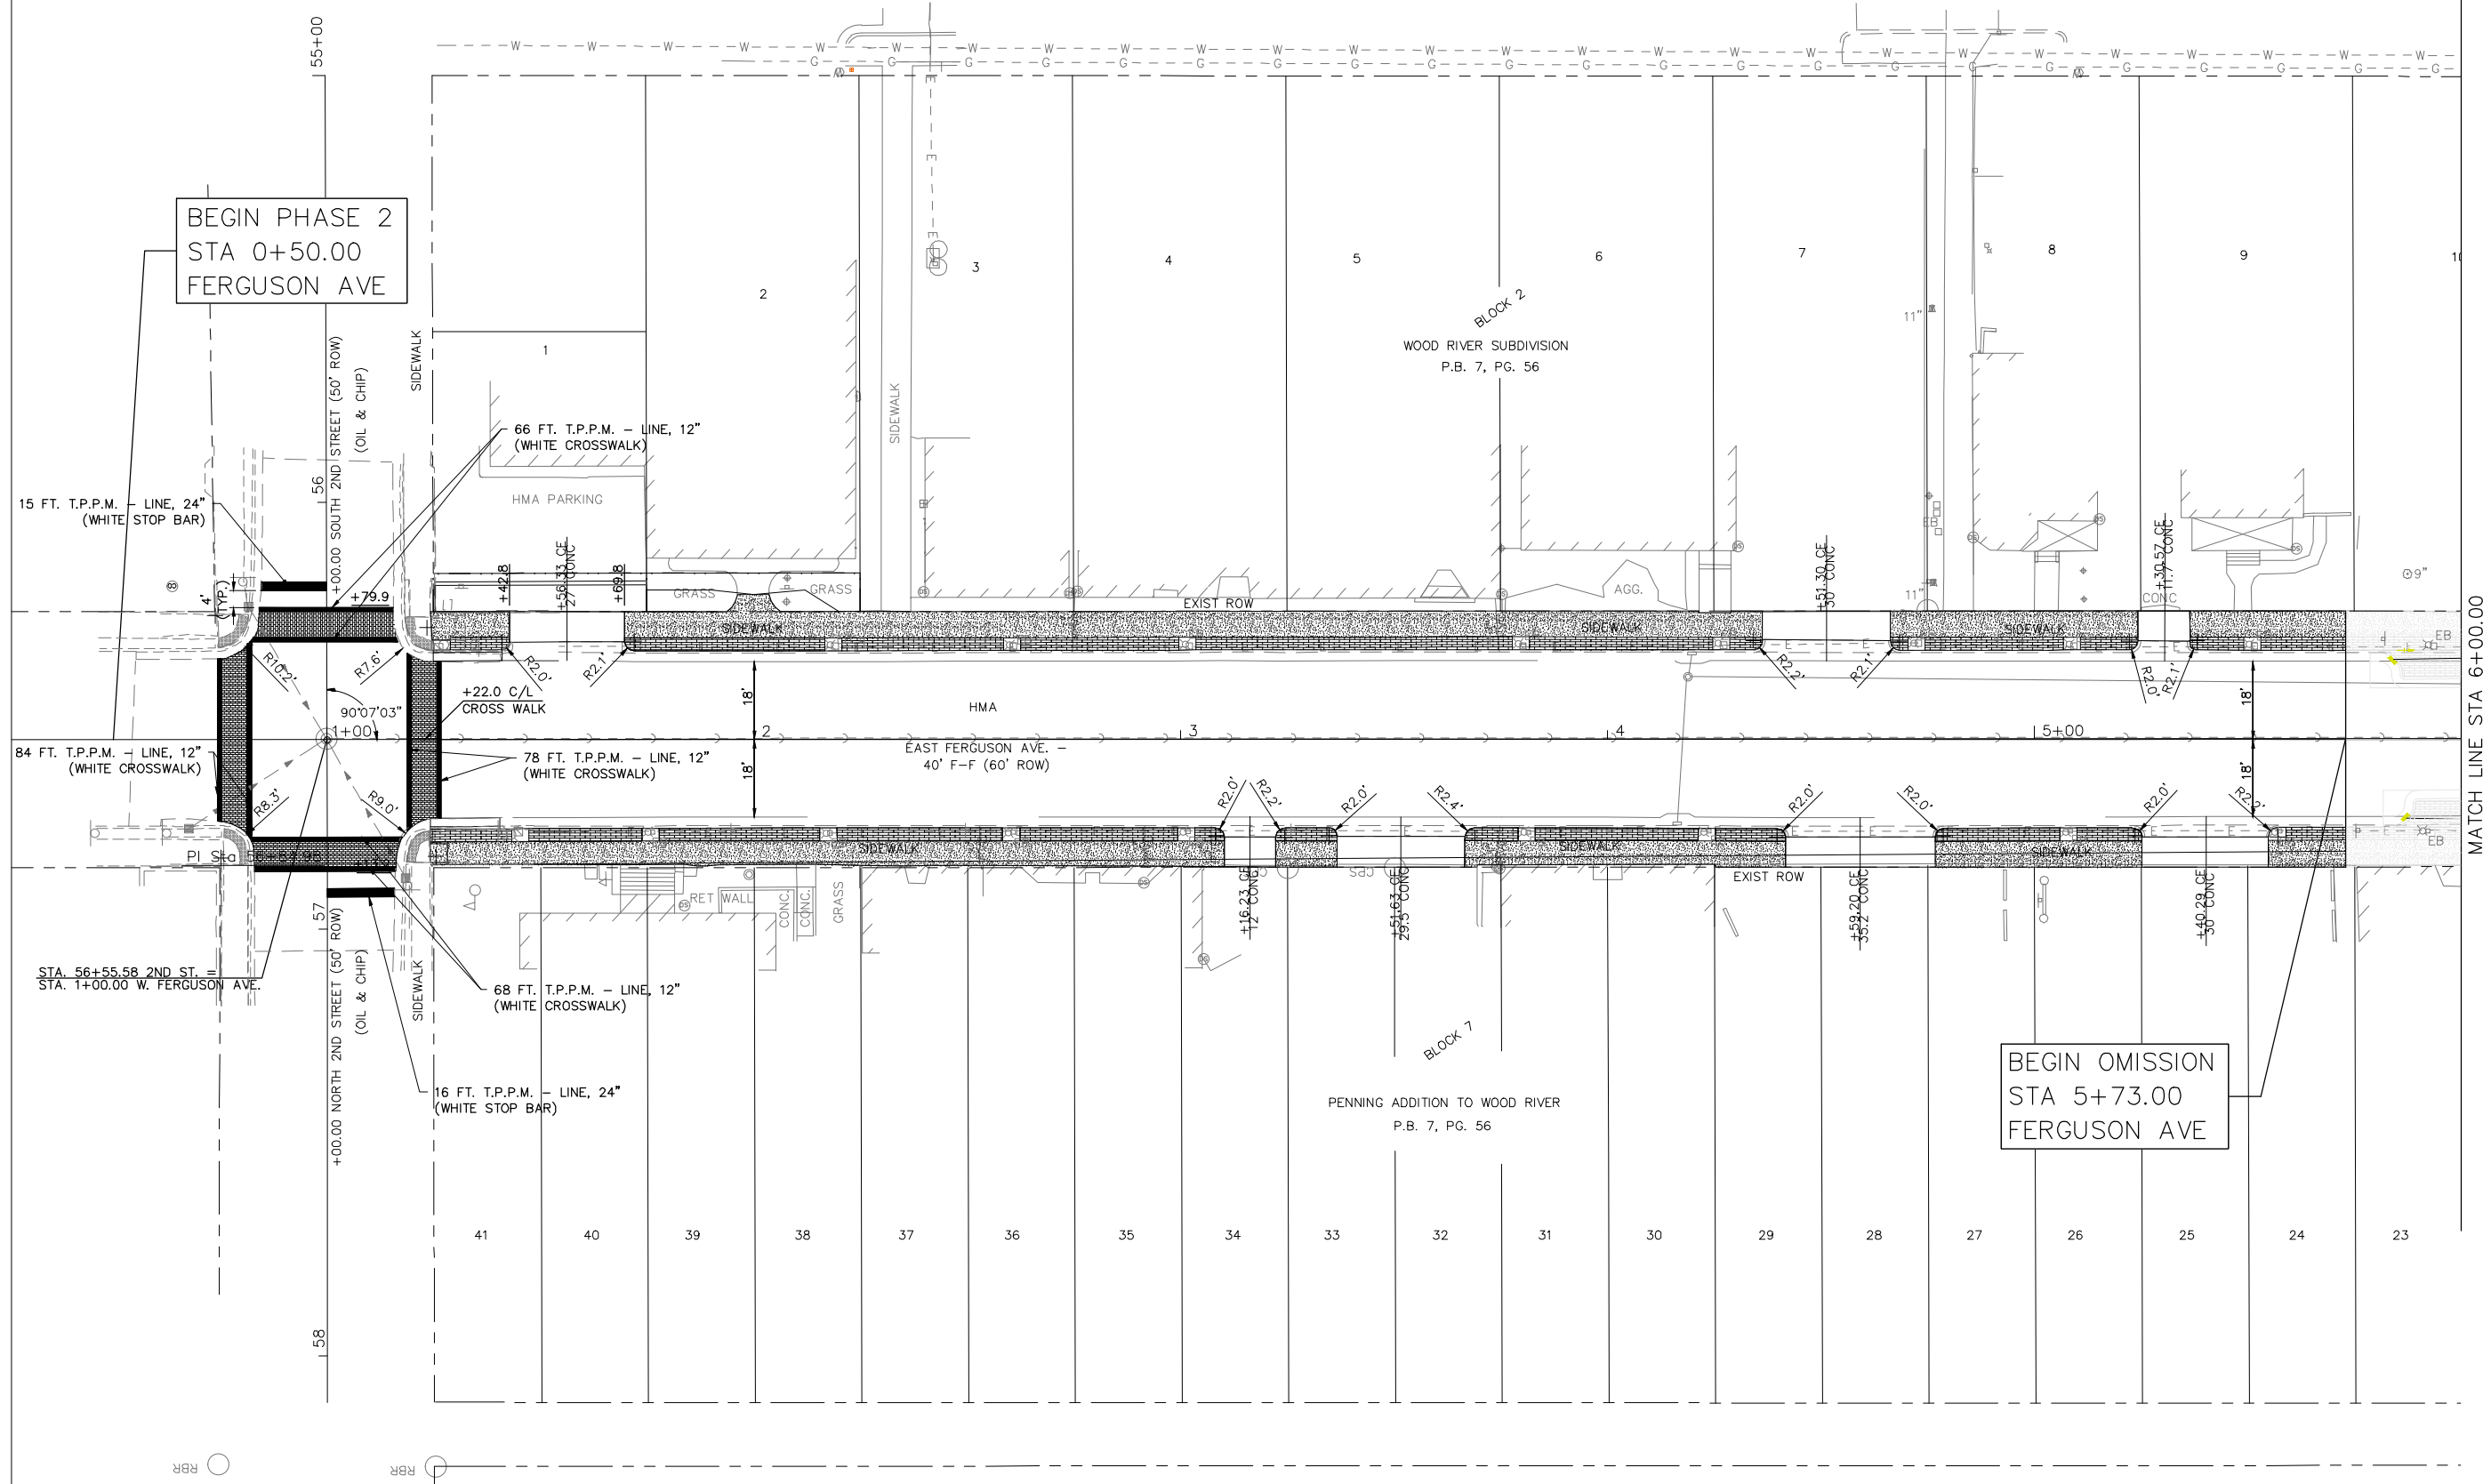 55+00
BEGIN PHASE 2
STA 0+50.00
FERGUSON AVE
+00.00 SOUTH 2ND STREET (50' ROW)
(OIL & CHIP)
SIDEWALK
56
1
2
3
4
5
6
7
8
9
BLOCK 2
WOOD RIVER SUBDIVISION
P.B. 7, PG. 56
SIDEWALK
11"
66 FT. T.P.P.M. – LINE, 12"
(WHITE CROSSWALK)
HMA PARKING
15 FT. T.P.P.M. – LINE, 24"
(WHITE STOP BAR)
4'
(TYP.)
+79.9
+42.8
+56.33 CE
27' CONC
+69.8
GRASS
GRASS
SIDEWALK
EXIST ROW
AGG.
SIDEWALK
+51.30 CE
30' CONC
EB
11"
SIDEWALK
+30.57 CE
11.7' CONC
CONC
9"
EB
R10.2'
R7.6'
R2.0'
R2.1'
R2.2'
R2.1'
R2.0'
R2.1'
+22.0 C/L
CROSS WALK
90°07'03"
1+00
18'
18'
2
HMA
3
4
5+00
18'
18'
EAST FERGUSON AVE. –
40' F–F (60' ROW)
84 FT. T.P.P.M. – LINE, 12"
(WHITE CROSSWALK)
78 FT. T.P.P.M. – LINE, 12"
(WHITE CROSSWALK)
R8.3'
R9.0'
R2.0'
R2.2'
R2.0'
R2.4'
R2.0'
R2.0'
R2.0'
R2.2'
MATCH LINE STA 6+00.00
PI Sta
SIDEWALK
SIDEWALK
SIDEWALK
EXIST ROW
EB
RET WALL
CONC.
CONC.
GRASS
+16.23 CE
12' CONC
+51.63 CE
29.5' CONC
+59.20 CE
35.2' CONC
+40.29 CE
30' CONC
57
STA. 56+55.58 2ND ST. =
STA. 1+00.00 W. FERGUSON AVE.
+00.00 NORTH 2ND STREET (50' ROW)
(OIL & CHIP)
SIDEWALK
68 FT. T.P.P.M. – LINE, 12"
(WHITE CROSSWALK)
16 FT. T.P.P.M. – LINE, 24"
(WHITE STOP BAR)
BLOCK 7
PENNING ADDITION TO WOOD RIVER
P.B. 7, PG. 56
BEGIN OMISSION
STA 5+73.00
FERGUSON AVE
41
40
39
38
37
36
35
34
33
32
31
30
29
28
27
26
25
24
23
58
RBR
RBR